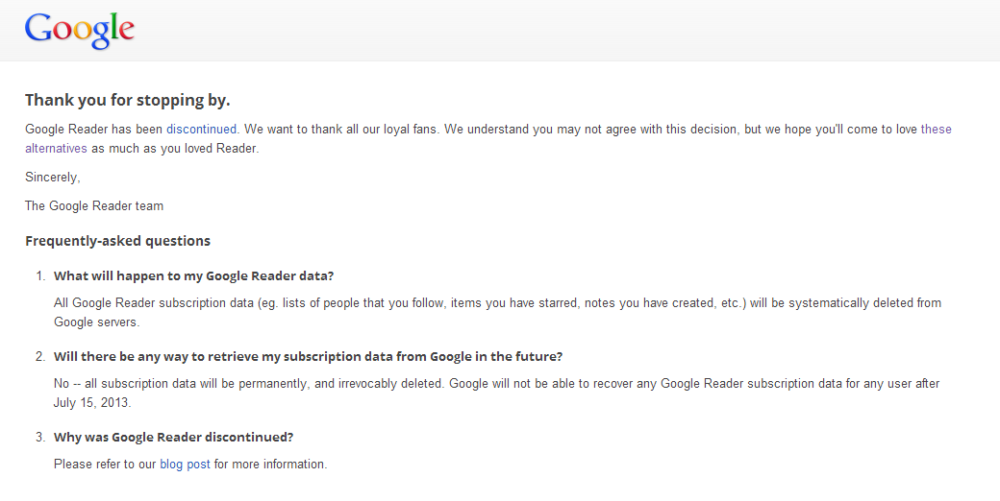 Google
Thank you for stopping by.
Google Reader has been discontinued. We want to thank all our loyal fans. We understand you may not agree with this decision, but we hope you'll come to love these
alternatives as much as you loved Reader.
Sincerely,
The Google Reader team
Frequently-asked questions
1. What will happen to my Google Reader data?
All Google Reader subscription data (eg. lists of people that you follow, items you have starred, notes you have created, etc.) will be systematically deleted from
Google servers.
2. Will there be any way to retrieve my subscription data from Google in the future?
No -- all subscription data will be permanently, and irrevocably deleted. Google will not be able to recover any Google Reader subscription data for any user after
July 15, 2013.
3. Why was Google Reader discontinued?
Please refer to our blog post for more information.